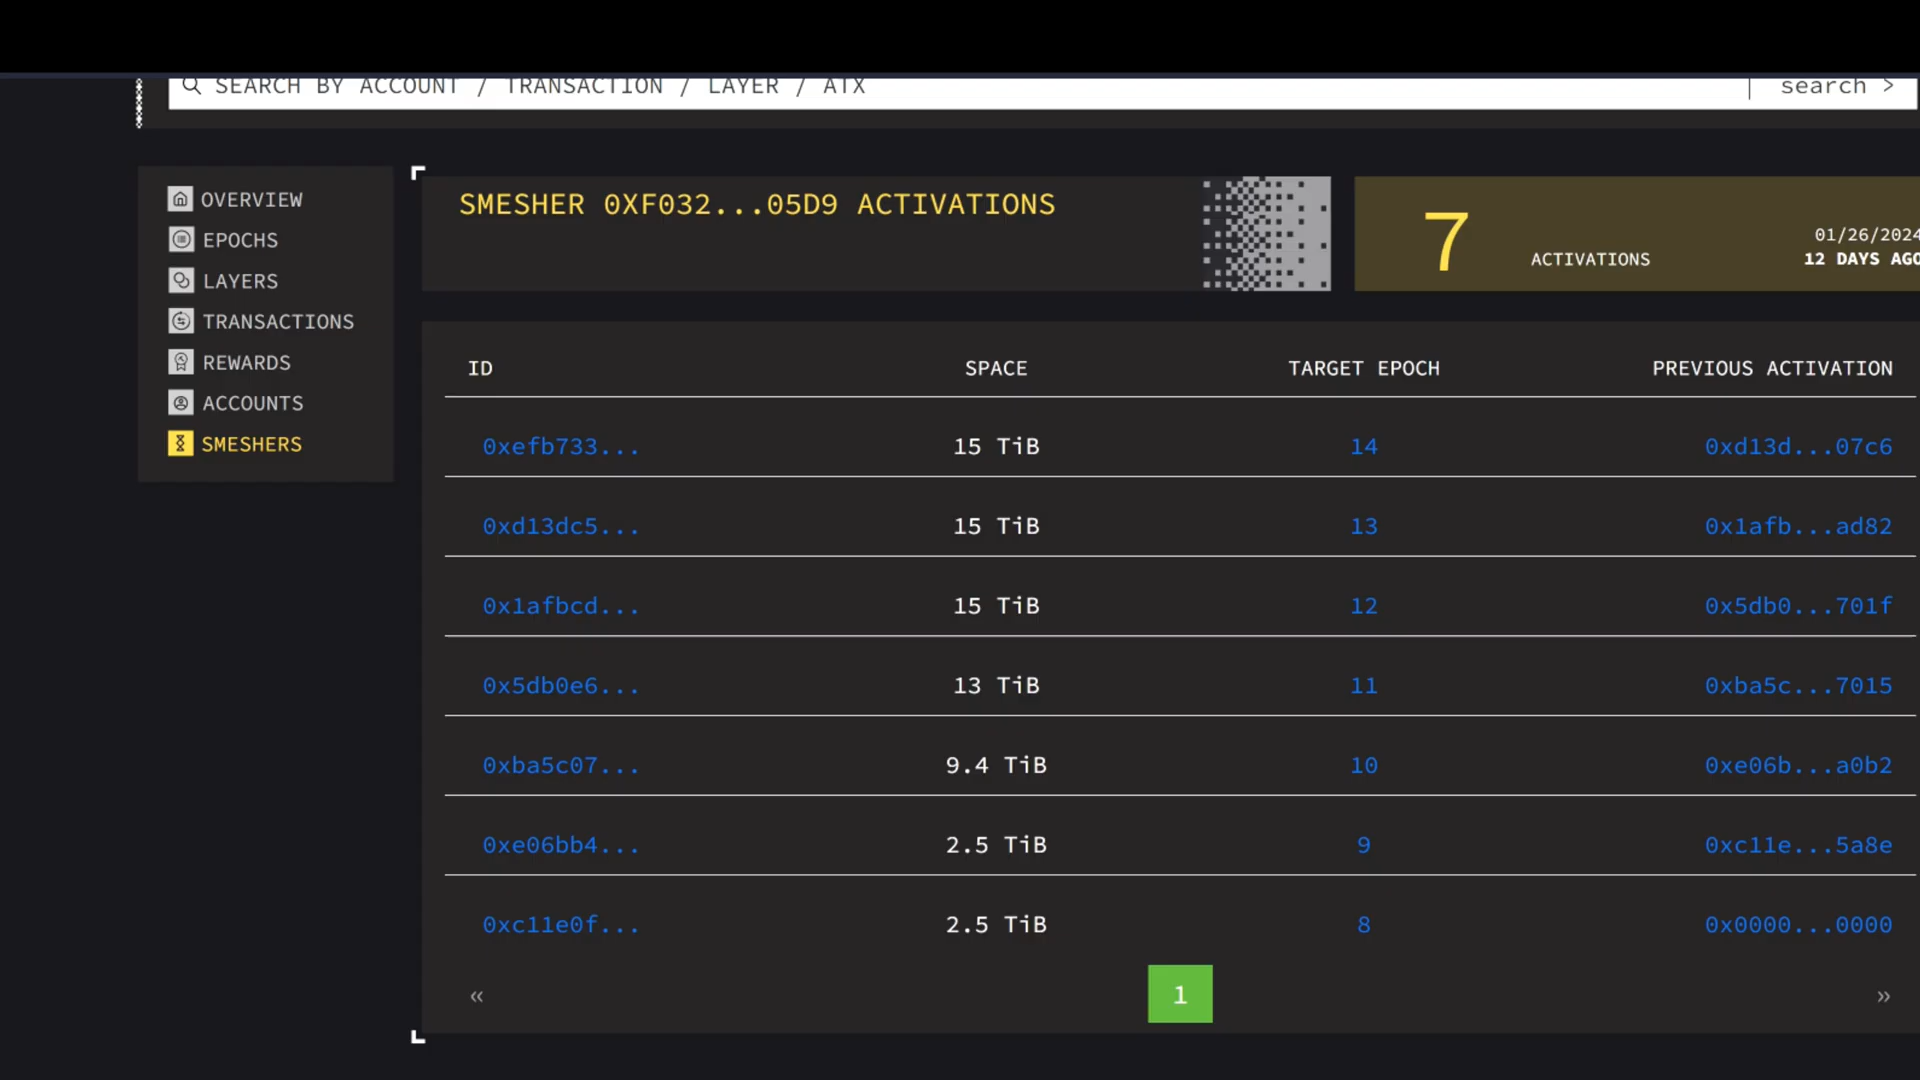 SEARCH BY ACCOUNT / TRANSACTION / LAYER / ATX
search >
OVERVIEW
EPOCHS
LAYERS
TRANSACTIONS
REWARDS
ACCOUNTS
SMESHERS
SMESHER 0XF032...05D9 ACTIVATIONS
7 ACTIVATIONS
01/26/2024
12 DAYS AGO
ID SPACE TARGET EPOCH PREVIOUS ACTIVATION
0xefb733... 15 TiB 14 0xd13d...07c6
0xd13dc5... 15 TiB 13 0x1afb...ad82
0x1afbcd... 15 TiB 12 0x5db0...701f
0x5db0e6... 13 TiB 11 0xba5c...7015
0xba5c07... 9.4 TiB 10 0xe06b...a0b2
0xe06bb4... 2.5 TiB 9 0xc11e...5a8e
0xc11e0f... 2.5 TiB 8 0x0000...0000
« 1 »